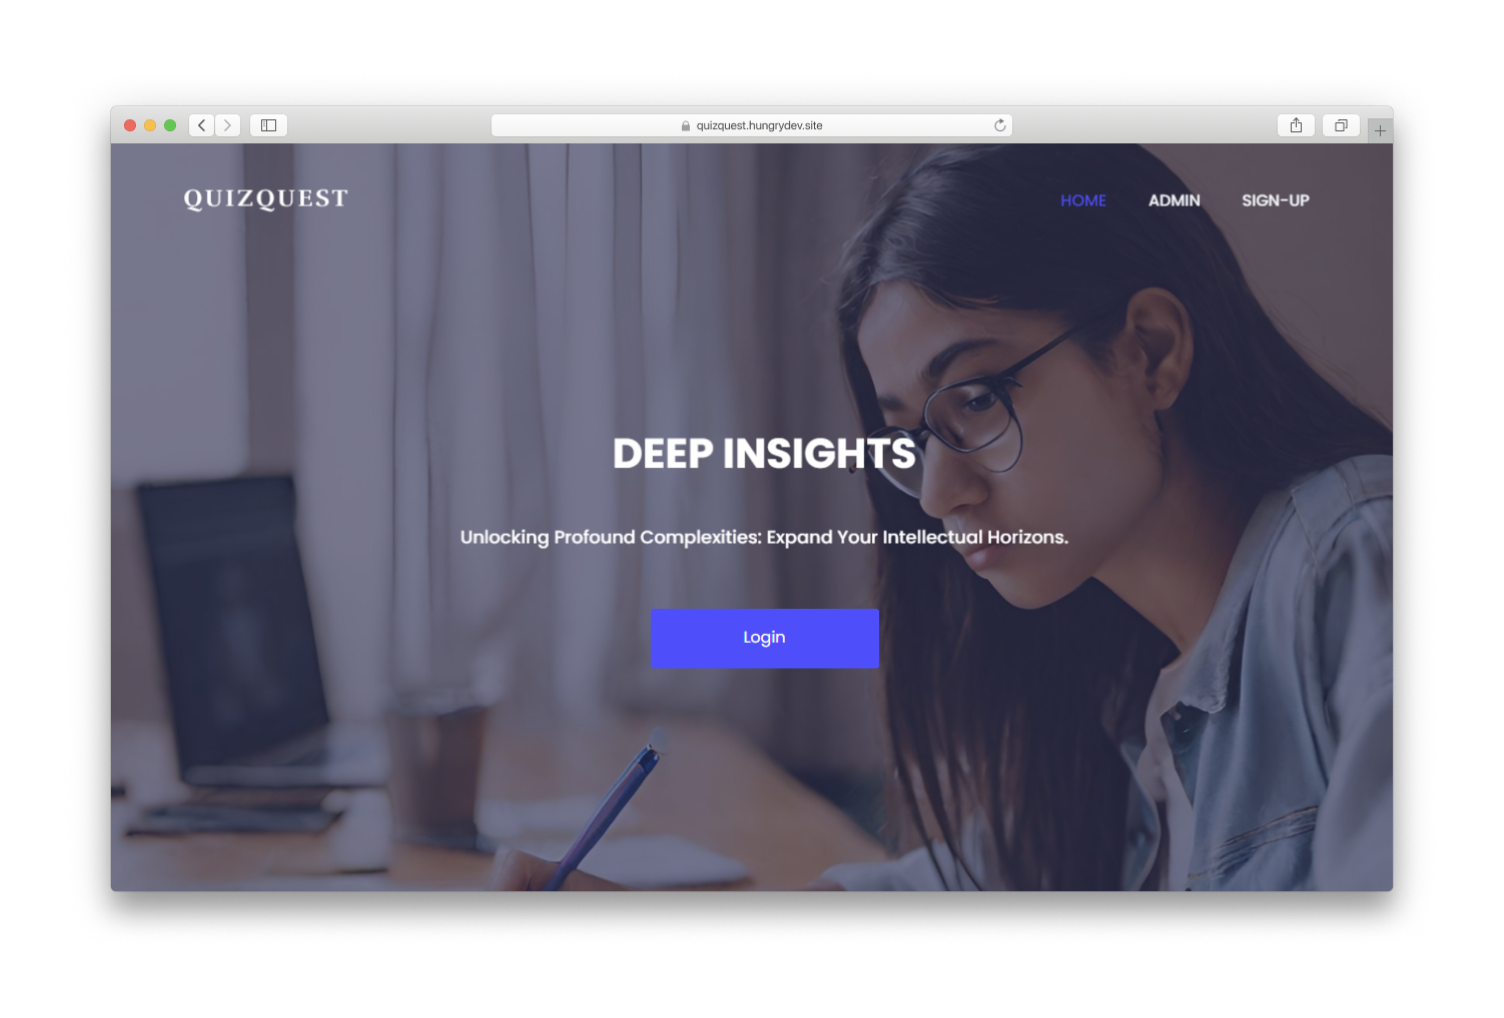 quizquest.hungrydev.site
QUIZQUEST
HOME ADMIN SIGN-UP
DEEP INSIGHTS
Unlocking Profound Complexities: Expand Your Intellectual Horizons.
Login